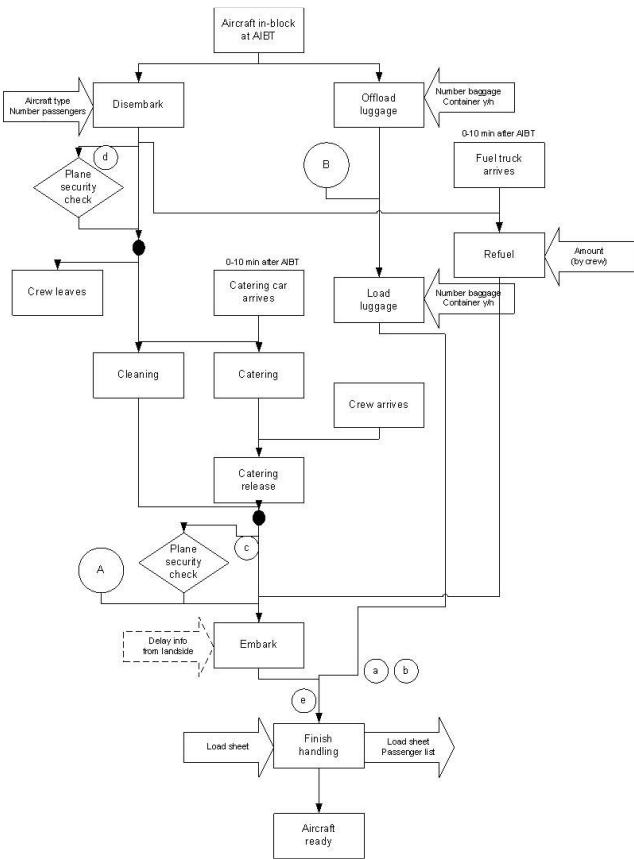 Aircraft in-block
at AIBT
Aircraft type
Number passengers
Disembark
Offload
luggage
Number baggage
Container y/h
0-10 min after AIBT
Fuel truck
arrives
d
Plane
security
check
B
Refuel
Amount
(by crew)
Crew leaves
0-10 min after AIBT
Catering car
arrives
Load
luggage
Number baggage
Container y/h
Cleaning
Catering
Crew arrives
Catering
release
c
Plane
security
check
A
Delay info
from landside
Embark
a
b
e
Load sheet
Finish
handling
Load sheet
Passenger list
Aircraft
ready